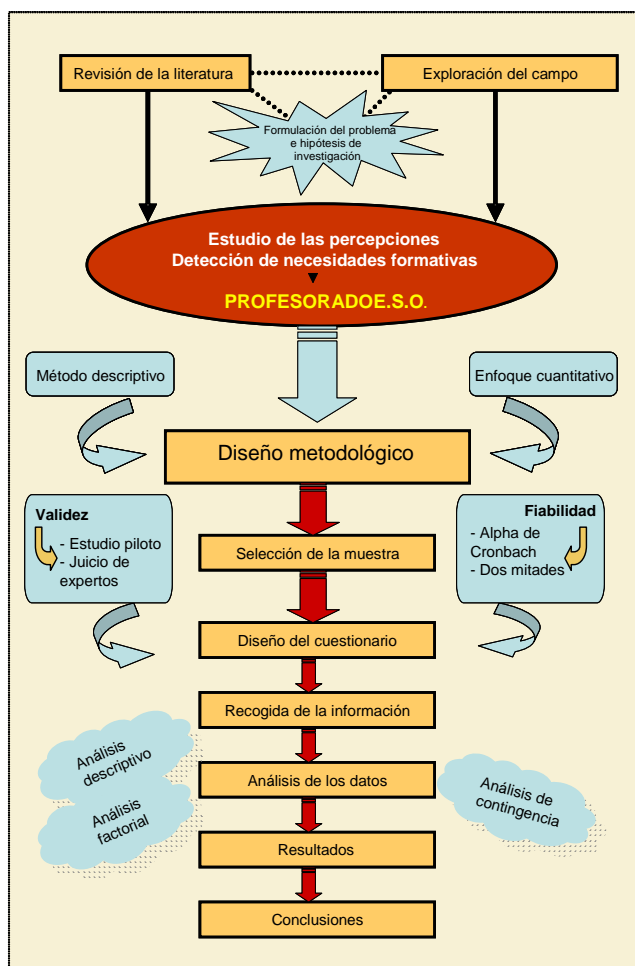 Revisión de la literatura
Exploración del campo
Formulación del problema
e hipótesis de
investigación
Estudio de las percepciones
Detección de necesidades formativas
PROFESORADOE.S.O.
Método descriptivo
Enfoque cuantitativo
Diseño metodológico
Validez
- Estudio piloto
- Juicio de
expertos
Fiabilidad
- Alpha de
Cronbach
- Dos mitades
Selección de la muestra
Diseño del cuestionario
Recogida de la información
Análisis
descriptivo
Análisis
factorial
Análisis de los datos
Análisis de
contingencia
Resultados
Conclusiones